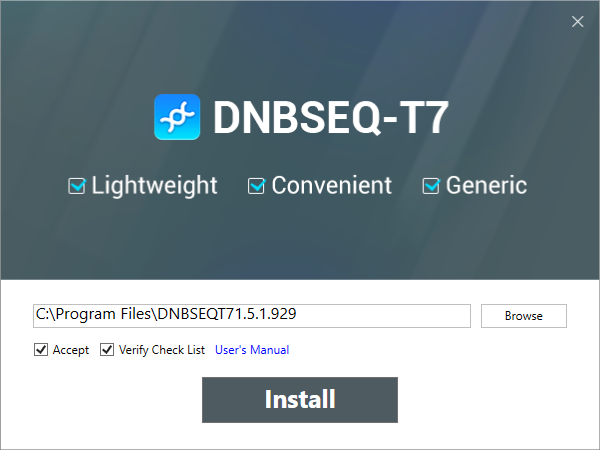 DNBSEQ-T7
Lightweight Convenient Generic
C:\Program Files\DNBSEQT71.5.1.929
Browse
Accept Verify Check List User's Manual
Install